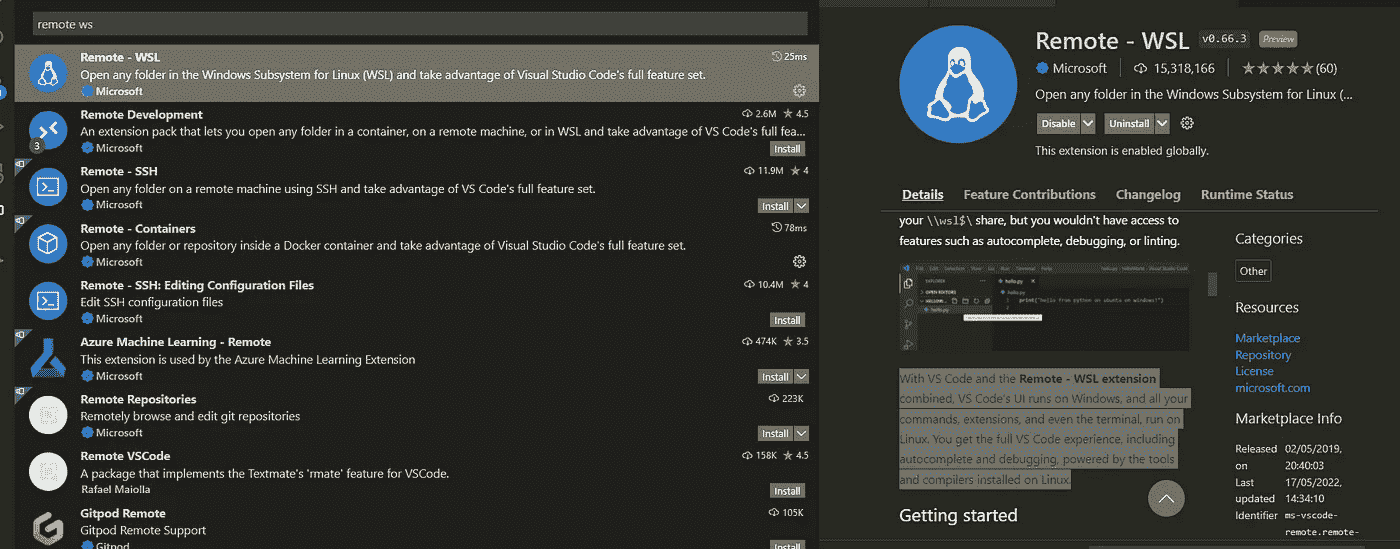 remote ws
Remote - WSL
25ms
Open any folder in the Windows Subsystem for Linux (WSL) and take advantage of Visual Studio Code's full feature set.
Microsoft
Remote Development
2.6M ★ 4.5
An extension pack that lets you open any folder in a container, on a remote machine, or in WSL and take advantage of VS Code's full fea...
3
Microsoft
Install
Remote - SSH
11.9M ★ 4
Open any folder on a remote machine using SSH and take advantage of VS Code's full feature set.
Microsoft
Install
Remote - Containers
78ms
Open any folder or repository inside a Docker container and take advantage of Visual Studio Code's full feature set.
Microsoft
Remote - SSH: Editing Configuration Files
10.4M ★ 4
Edit SSH configuration files
Microsoft
Install
Azure Machine Learning - Remote
474K ★ 3.5
This extension is used by the Azure Machine Learning Extension
Microsoft
Install
Remote Repositories
223K
Remotely browse and edit git repositories
Microsoft
Install
Remote VSCode
158K ★ 4.5
A package that implements the Textmate's 'rmate' feature for VSCode.
Rafael Maiolla
Install
Gitpod Remote
105K
Gitpod Remote Support
Gitpod
Install
Remote - WSL v0.66.3 Preview
Microsoft 15,318,166 ★★★★★(60)
Open any folder in the Windows Subsystem for Linux (...
Disable Uninstall
This extension is enabled globally.
Details Feature Contributions Changelog Runtime Status
your \\wsl$\ share, but you wouldn't have access to
features such as autocomplete, debugging, or linting.
hello.py
print("hello from python on ubuntu on windows!")
With VS Code and the Remote - WSL extension
combined, VS Code's UI runs on Windows, and all your
commands, extensions, and even the terminal, run on
Linux. You get the full VS Code experience, including
autocomplete and debugging, powered by the tools
and compilers installed on Linux.
Getting started
Categories
Other
Resources
Marketplace
Repository
License
microsoft.com
Marketplace Info
Released 02/05/2019,
on 20:40:03
Last 17/05/2022,
updated 14:34:10
Identifier ms-vscode-
remote.remote-